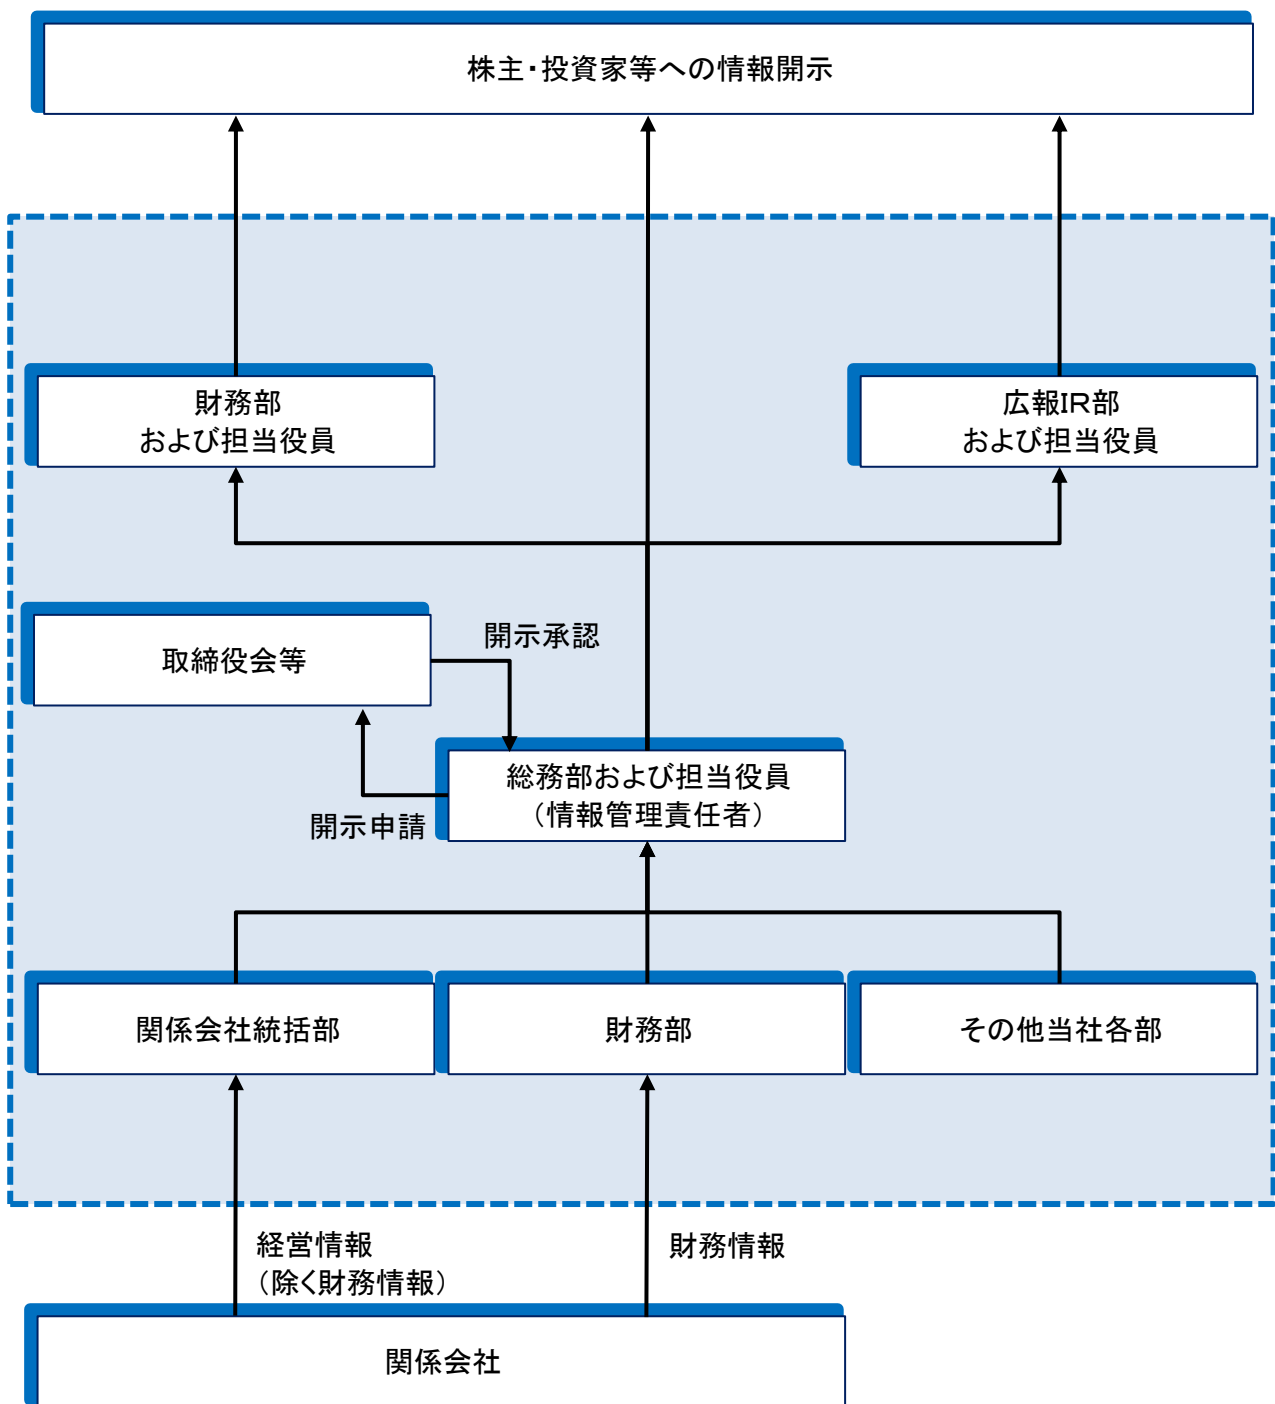 株主・投資家等への情報開示
財務部
および担当役員
広報IR部
および担当役員
取締役会等
開示承認
総務部および担当役員
（情報管理責任者）
開示申請
関係会社統括部
財務部
その他当社各部
経営情報
（除く財務情報）
財務情報
関係会社